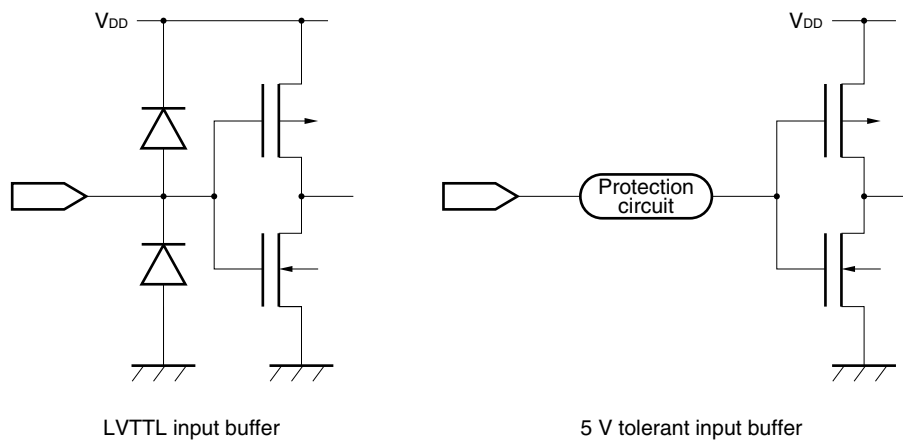 VDD
VDD
Protection
circuit
LVTTL input buffer
5 V tolerant input buffer